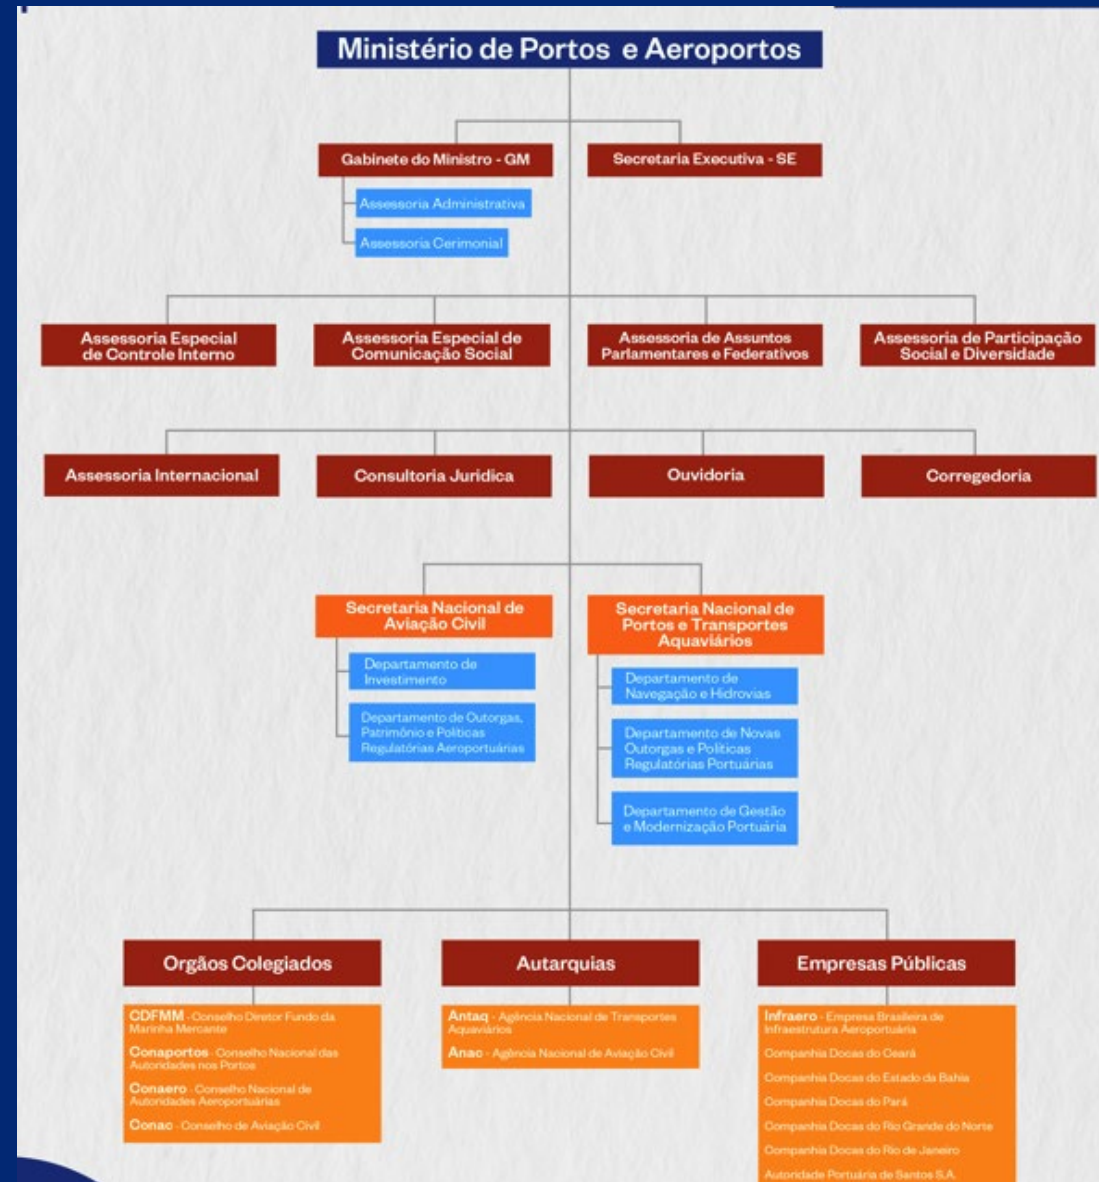 Ministério de Portos e Aeroportos
Gabinete do Ministro - GM
Secretaria Executiva - SE
Assessoria Administrativa
Assessoria Cerimonial
Assessoria Especial
de Controle Interno
Assessoria Especial de
Comunicação Social
Assessoria de Assuntos
Parlamentares e Federativos
Assessoria de Participação
Social e Diversidade
Assessoria Internacional
Consultoria Juridica
Ouvidoria
Corregedoria
Secretaria Nacional de
Aviação Civil
Departamento de
Investimento
Departamento de Outorgas,
Patrimônio e Políticas
Regulatórias Aeroportuárias
Secretaria Nacional de
Portos e Transportes
Aquaviários
Departamento de
Navegação e Hidrovias
Departamento de Novas
Outorgas e Políticas
Regulatórias Portuárias
Departamento de Gestão
e Modernização Portuária
Orgãos Colegiados
CDFMM - Conselho Diretor Fundo da
Marinha Mercante
Conaportos - Conselho Nacional das
Autoridades nos Portos
Conaero - Conselho Nacional de
Autoridades Aeroportuárias
Conac - Conselho de Aviação Civil
Autarquias
Antaq - Agência Nacional de Transportes
Aquaviários
Anac - Agência Nacional de Aviação Civil
Empresas Públicas
Infraero - Empresa Brasileira de
Infraestrutura Aeroportuária
Companhia Docas do Ceará
Companhia Docas do Estado da Bahia
Companhia Docas do Pará
Companhia Docas do Rio Grande do Norte
Companhia Docas do Rio de Janeiro
Autoridade Portuária de Santos S.A.